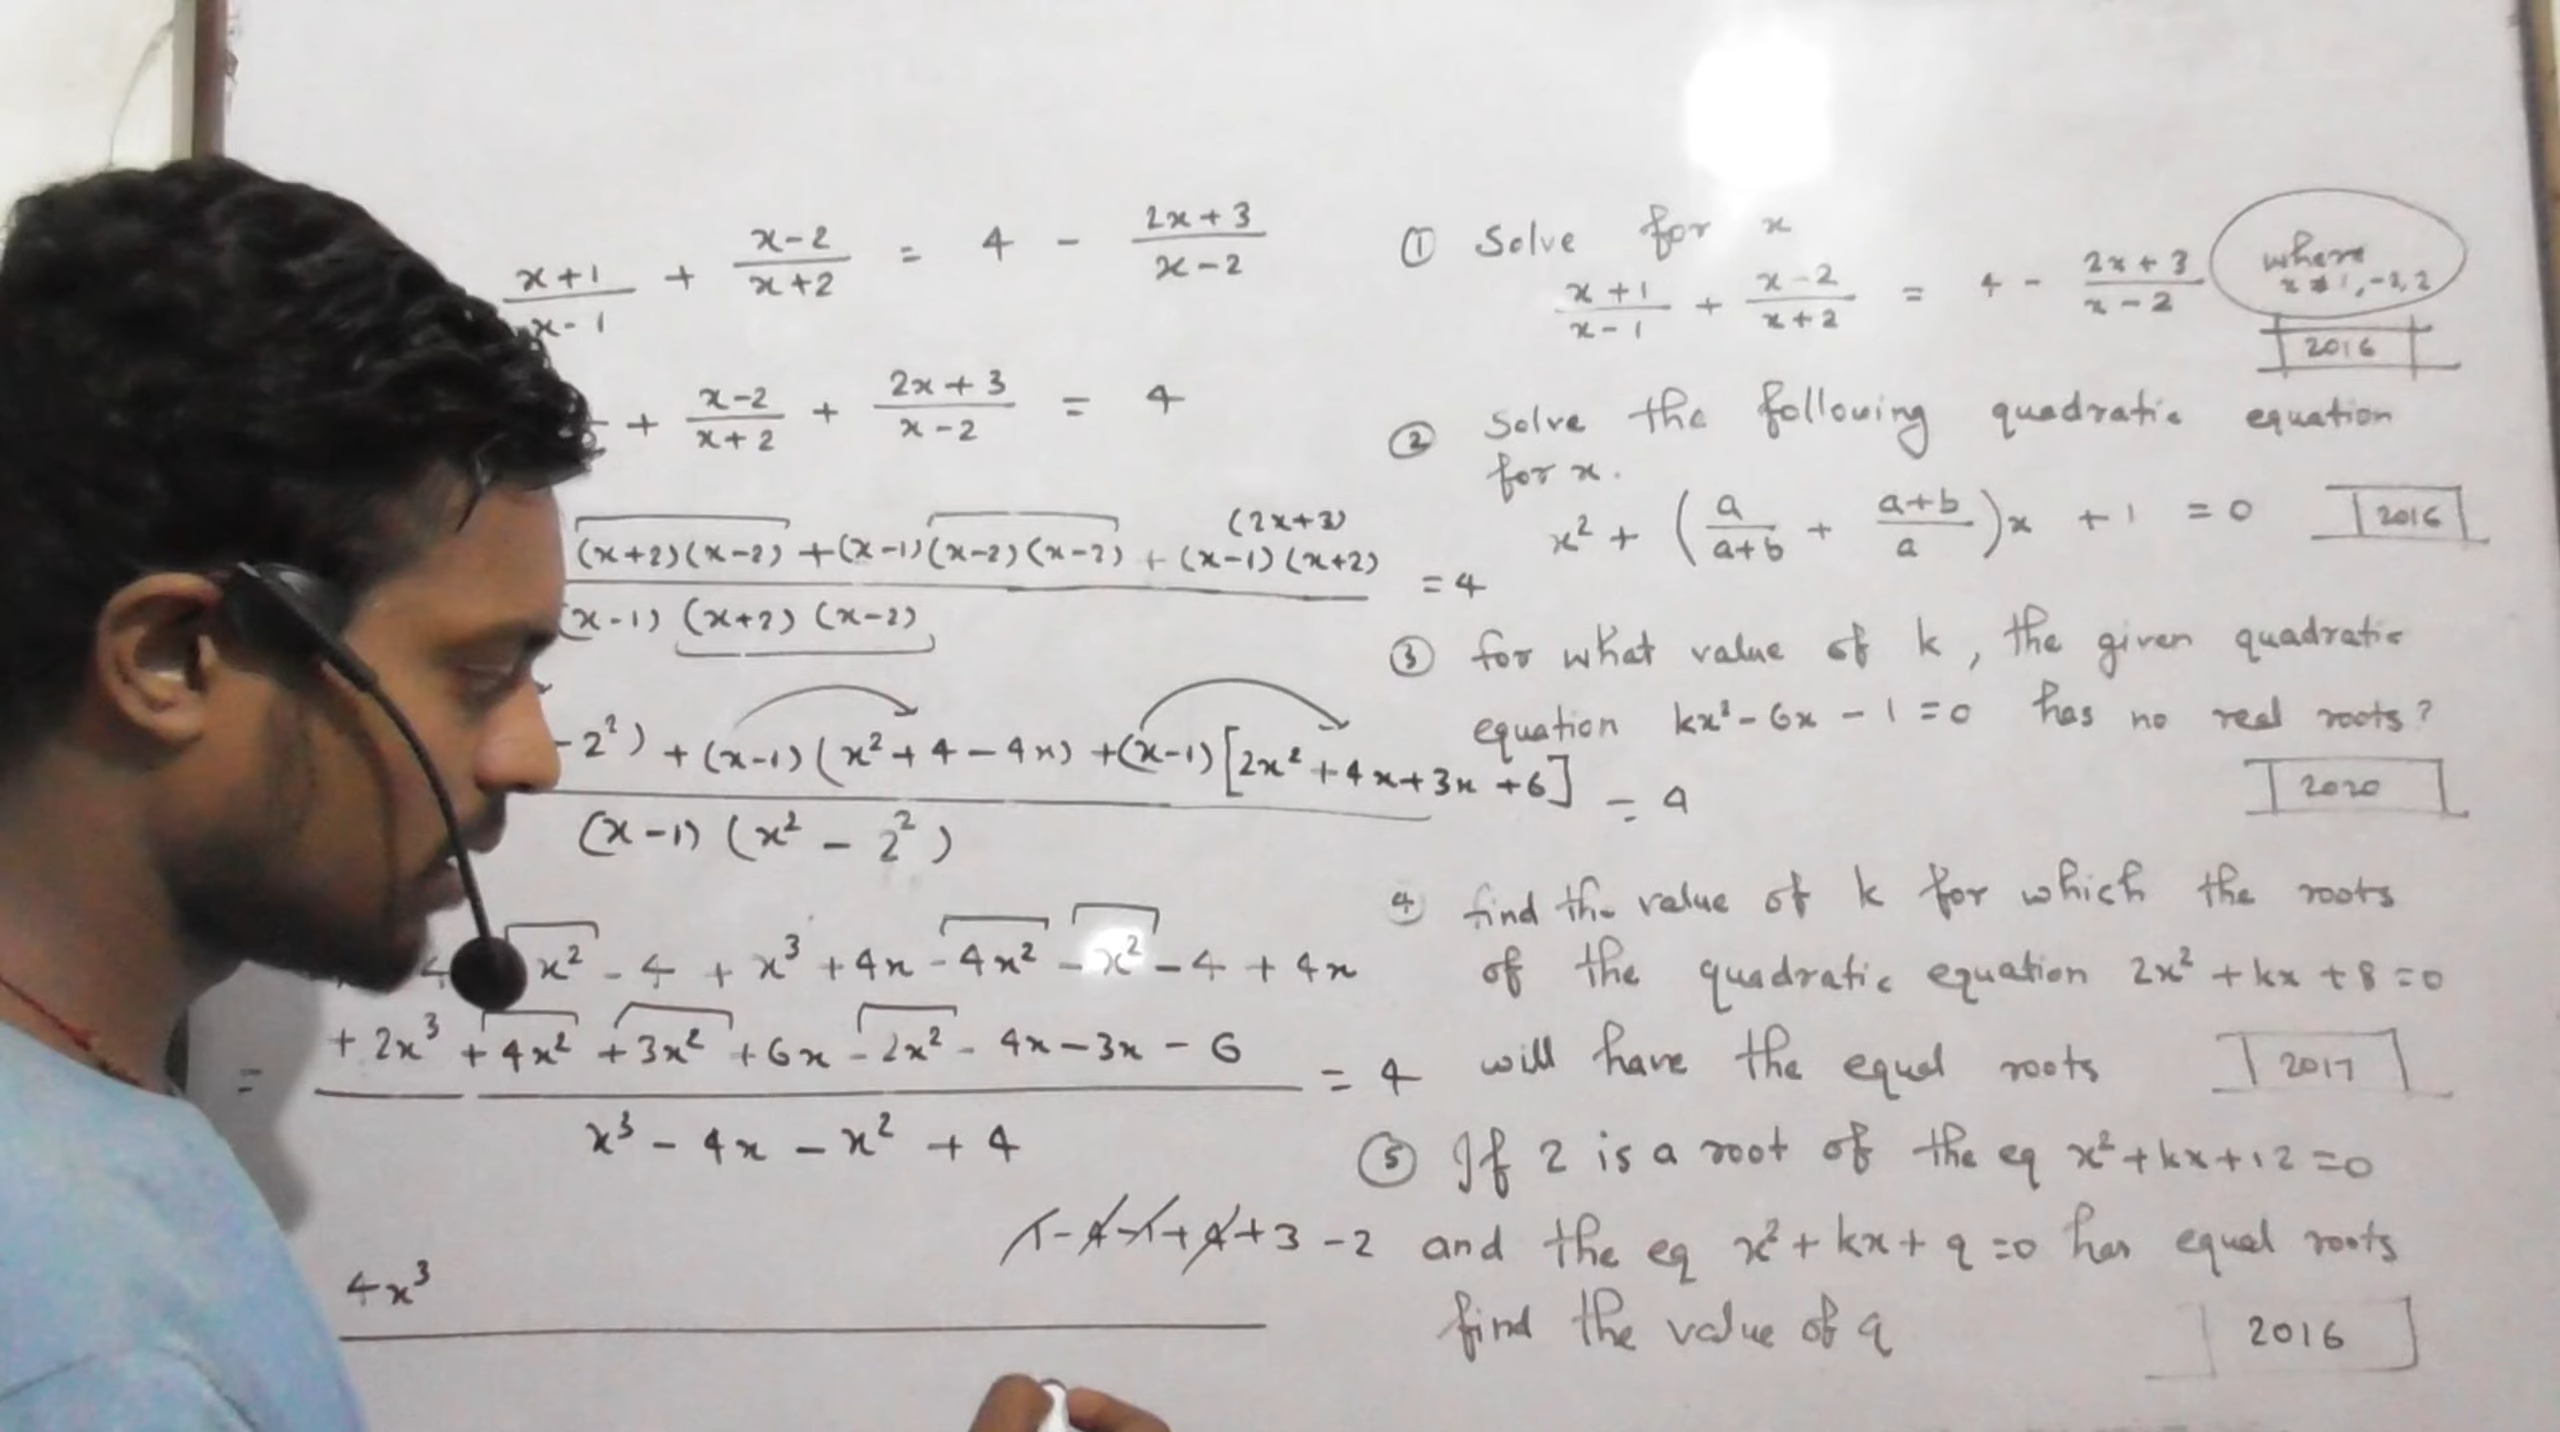 x+1/x-1 + x-2/x+2 = 4 - 2x+3/x-2
+ x-2/x+2 + 2x+3/x-2 = 4
(2x+3)
(x+2)(x-2) + (x-1)(x-2)(x-2) + (x-1)(x+2) = 4
(x-1)(x+2)(x-2)
-2²) + (x-1)(x²+4-4x) + (x-1)[2x²+4x+3x+6] = 4
(x-1)(x²-2²)
x² - 4 + x³ + 4x - 4x² - x² - 4 + 4x
= + 2x³ + 4x² + 3x² + 6x - 2x² - 4x - 3x - 6 = 4
x³ - 4x - x² + 4
1-4-1+4+3-2
4x³
① Solve for x
x+1/x-1 + x-2/x+2 = 4 - 2x+3/x-2 where
x≠1,-2,2
2016
② Solve the following quadratic equation
for x.
x² + (a/a+b + a+b/a)x + 1 = 0 2016
③ for what value of k, the given quadratic
equation kx²-6x-1=0 has no real roots?
2020
④ find the value of k for which the roots
of the quadratic equation 2x²+kx+8=0
will have the equal roots 2017
⑤ If 2 is a root of the eq x²+kx+12=0
and the eq x²+kx+q=0 has equal roots
find the value of q 2016